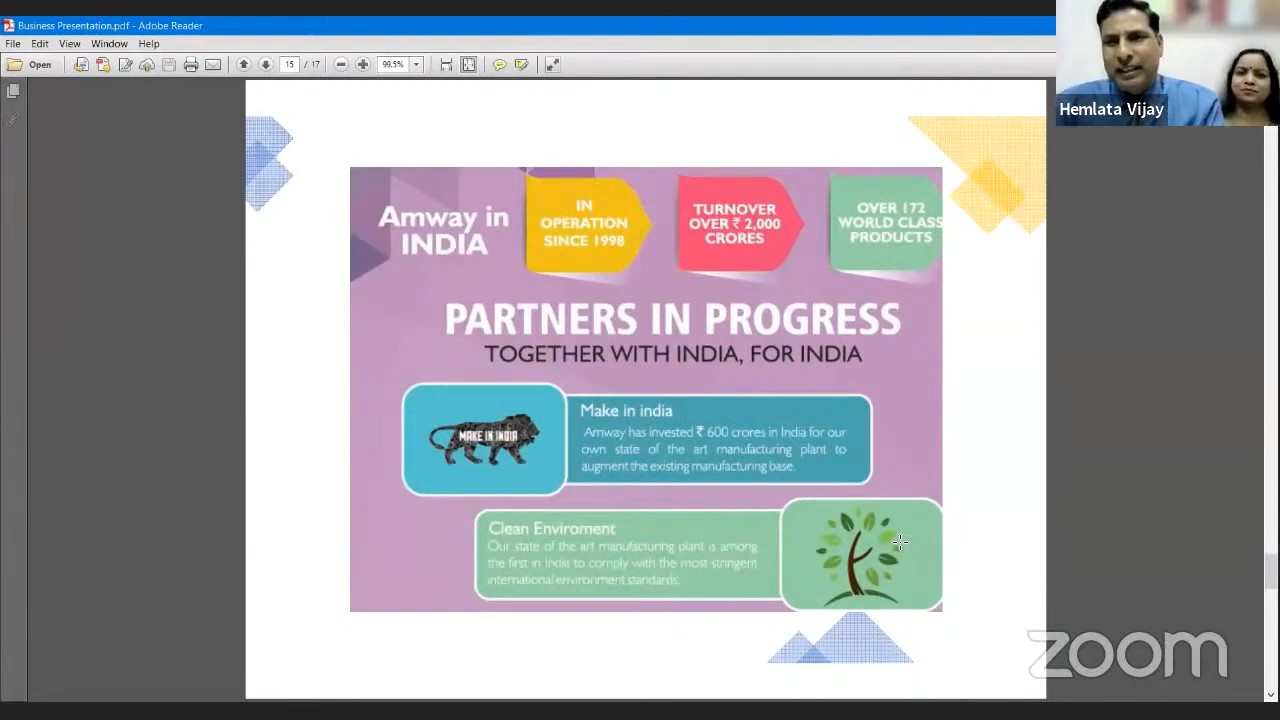 Business Presentation.pdf - Adobe Reader
File Edit View Window Help
Open 15 / 17 99.5%
Hemlata Vijay
Amway in
INDIA
IN
OPERATION
SINCE 1998
TURNOVER
OVER ₹ 2,000
CRORES
OVER 172
WORLD CLASS
PRODUCTS
PARTNERS IN PROGRESS
TOGETHER WITH INDIA, FOR INDIA
MAKE IN INDIA
Make in india
Amway has invested ₹ 600 crores in India for our
own state of the art manufacturing plant to
augment the existing manufacturing base.
Clean Enviroment
Our state of the art manufacturing plant is among
the first in India to comply with the most stringent
international environment standards.
zoom